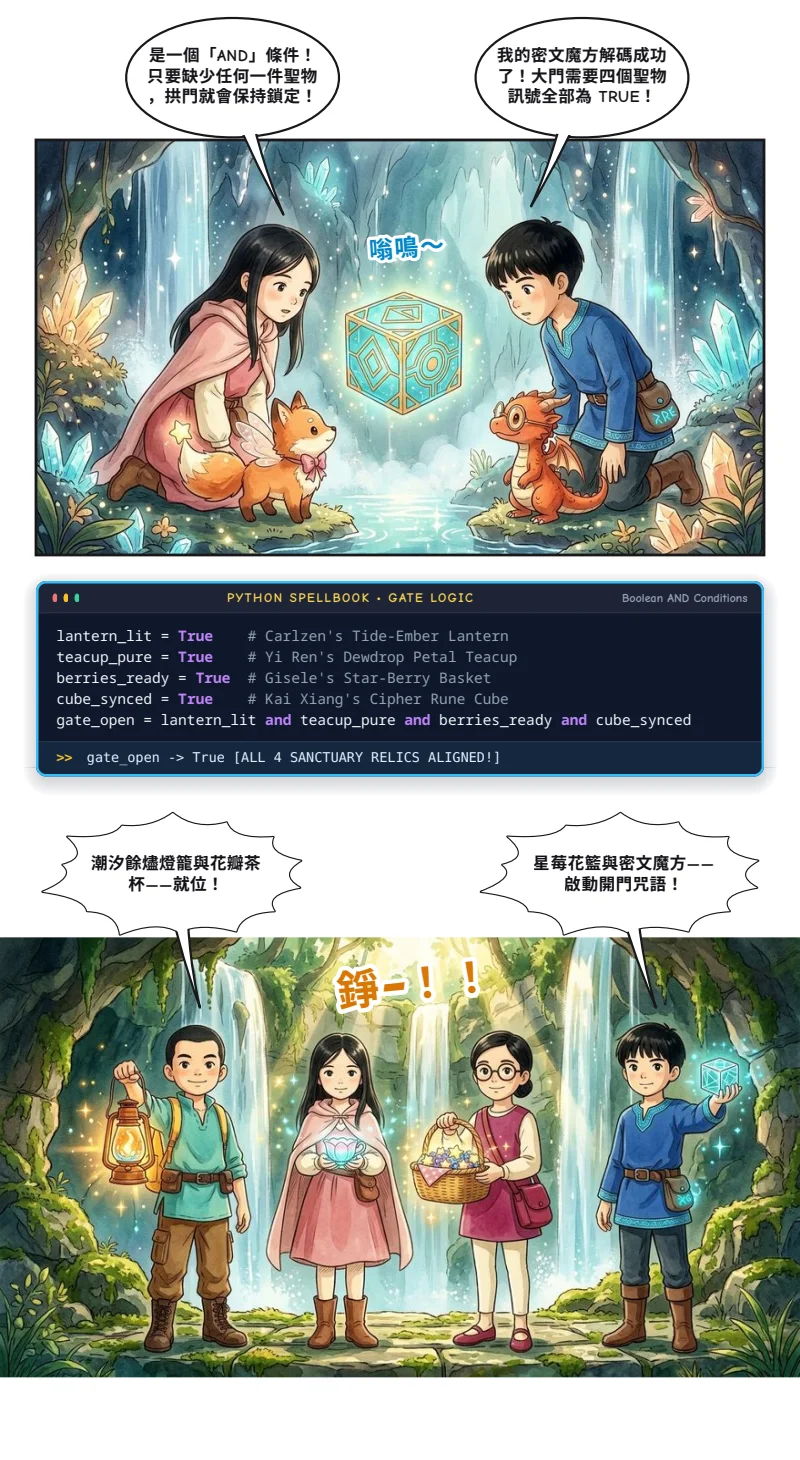 是一個「AND」條件！
只要缺少任何一件聖物
，拱門就會保持鎖定！
我的密文魔方解碼成功
了！大門需要四個聖物
訊號全部為 TRUE！
嗡鳴～
PYTHON SPELLBOOK • GATE LOGIC
Boolean AND Conditions
lantern_lit = True    # Carlzen's Tide-Ember Lantern
teacup_pure = True    # Yi Ren's Dewdrop Petal Teacup
berries_ready = True  # Gisele's Star-Berry Basket
cube_synced = True    # Kai Xiang's Cipher Rune Cube
gate_open = lantern_lit and teacup_pure and berries_ready and cube_synced
>> gate_open -> True [ALL 4 SANCTUARY RELICS ALIGNED!]
潮汐餘燼燈籠與花瓣茶
杯——就位！
星莓花籃與密文魔方——
啟動開門咒語！
錚–！！